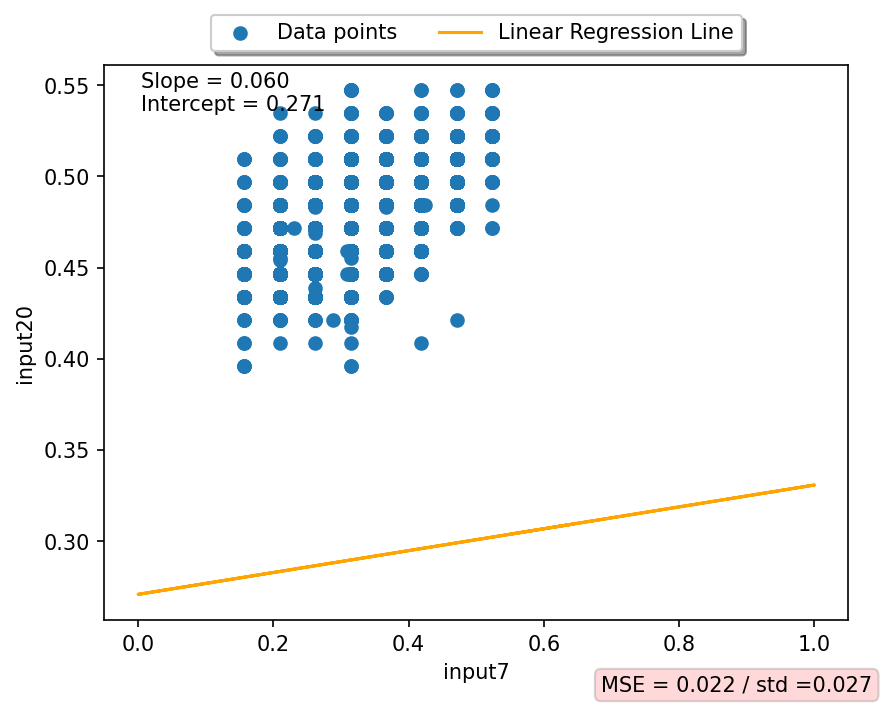 Data points Linear Regression Line
Slope = 0.060
Intercept = 0.271
0.55
0.50
0.45
0.40
0.35
0.30
input20
0.0 0.2 0.4 0.6 0.8 1.0
input7
MSE = 0.022 / std =0.027